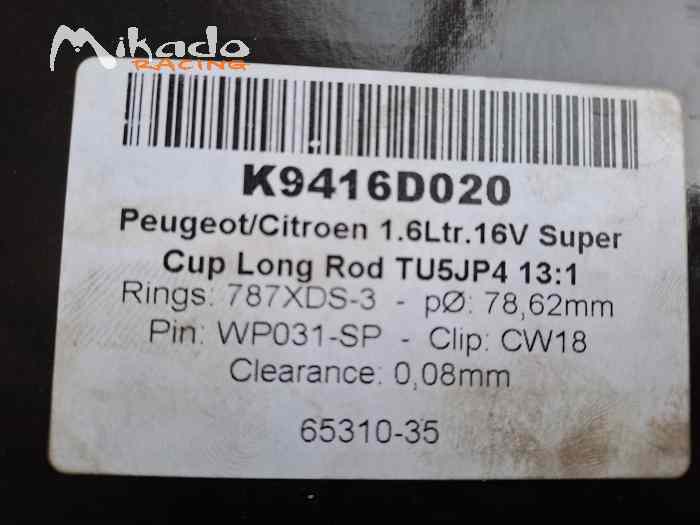 Mikado
RACING
K9416D020
Peugeot/Citroen 1.6Ltr.16V Super
Cup Long Rod TU5JP4 13:1
Rings: 787XDS-3 - pØ: 78,62mm
Pin: WP031-SP - Clip: CW18
Clearance: 0,08mm
65310-35